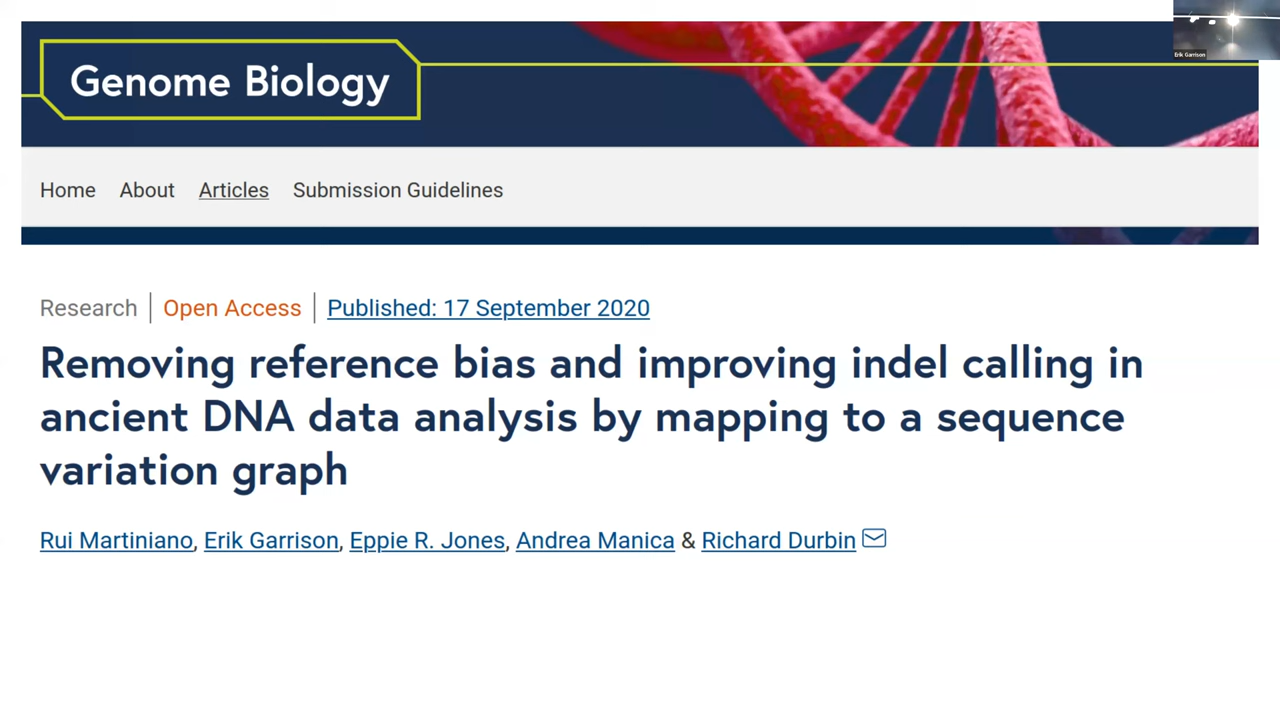 Erik Garrison
Genome Biology
Home About Articles Submission Guidelines
Research Open Access Published: 17 September 2020
Removing reference bias and improving indel calling in
ancient DNA data analysis by mapping to a sequence
variation graph
Rui Martiniano, Erik Garrison, Eppie R. Jones, Andrea Manica & Richard Durbin